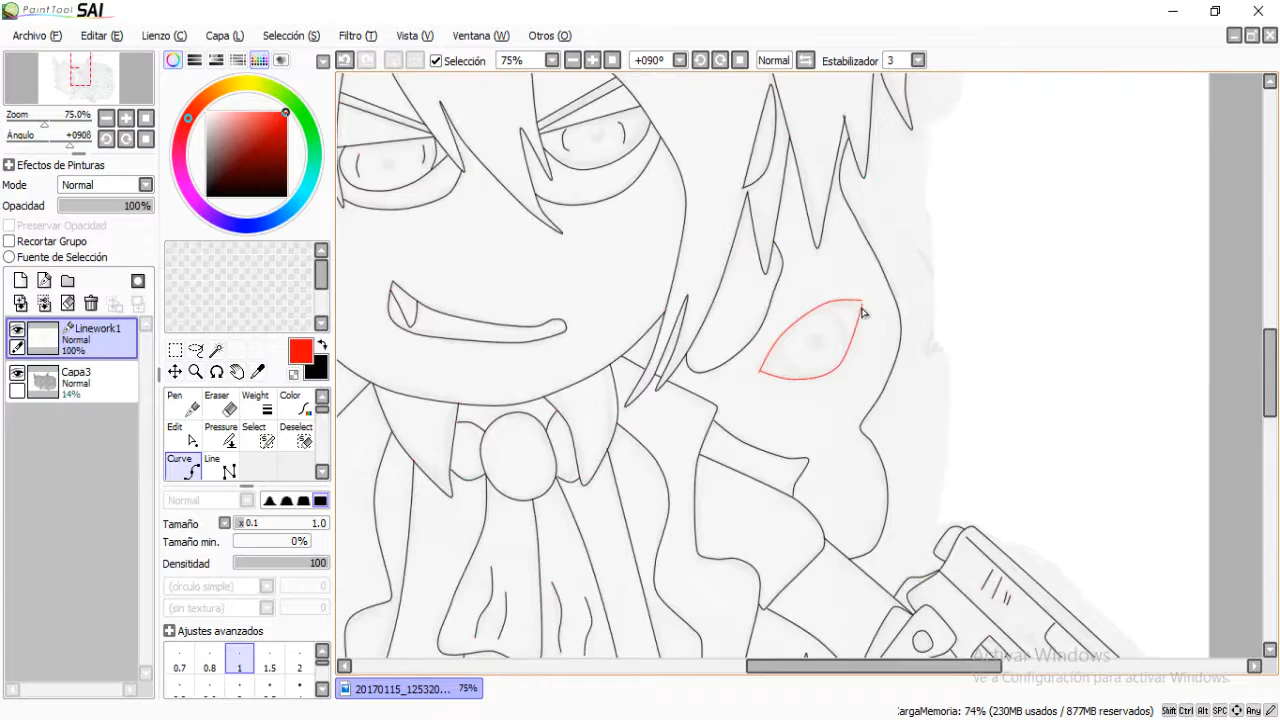 PaintTool SAI
Archivo (F) Editar (E) Lienzo (C) Capa (L) Selección (S) Filtro (T) Vista (V) Ventana (W) Otros (O)
Selección 75% +090° Normal Estabilizador 3
Zoom 75.0%
Ángulo +090ß
Efectos de Pinturas
Mode Normal
Opacidad 100%
Preservar Opacidad
Recortar Grupo
Fuente de Selección
Linework1
Normal
100%
Capa3
Normal
14%
Pen Eraser Weight Color
Edit Pressure Select Deselect
Curve Line
Normal
Tamaño x 0.1 1.0
Tamaño min. 0%
Densitidad 100
(círculo simple) 0
(sin textura) 0
Ajustes avanzados
0.7 0.8 1 1.5 2
20170115_125320... 75%
Activar Windows
Ve a Configuración para activar Windows.
CargaMemoria: 74% (230MB usados / 877MB reservados) Shift Ctrl Alt SPC Any